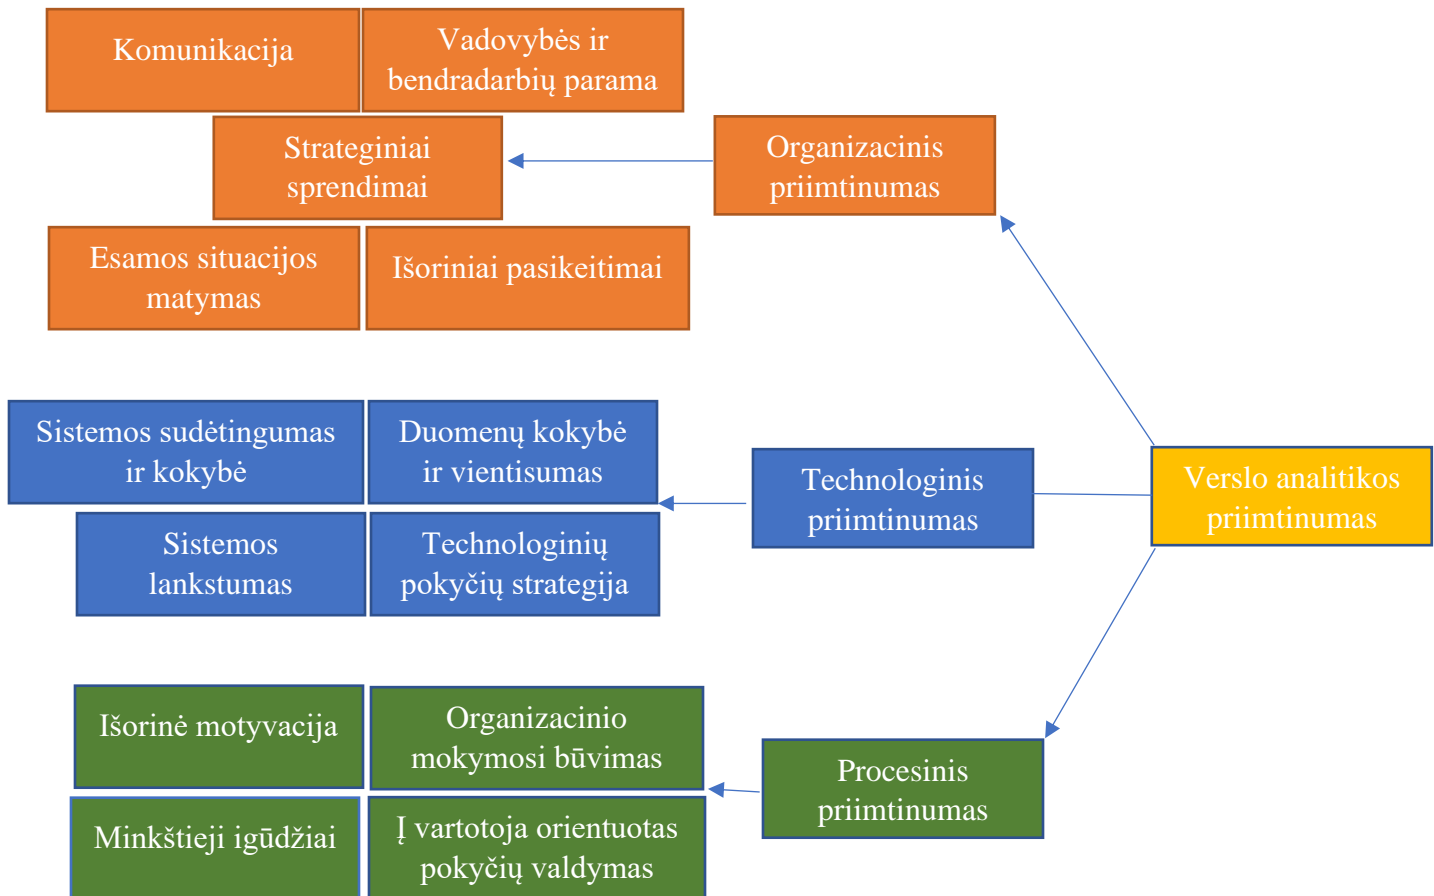 Komunikacija
Vadovybės ir
bendradarbių parama
Strateginiai
sprendimai
Organizacinis
priimtinumas
Esamos situacijos
matymas
Išoriniai pasikeitimai
Sistemos sudėtingumas
ir kokybė
Duomenų kokybė
ir vientisumas
Technologinis
priimtinumas
Verslo analitikos
priimtinumas
Sistemos
lankstumas
Technologinių
pokyčių strategija
Išorinė motyvacija
Organizacinio
mokymosi būvimas
Procesinis
priimtinumas
Minkštieji igūdžiai
Į vartotoja orientuotas
pokyčių valdymas